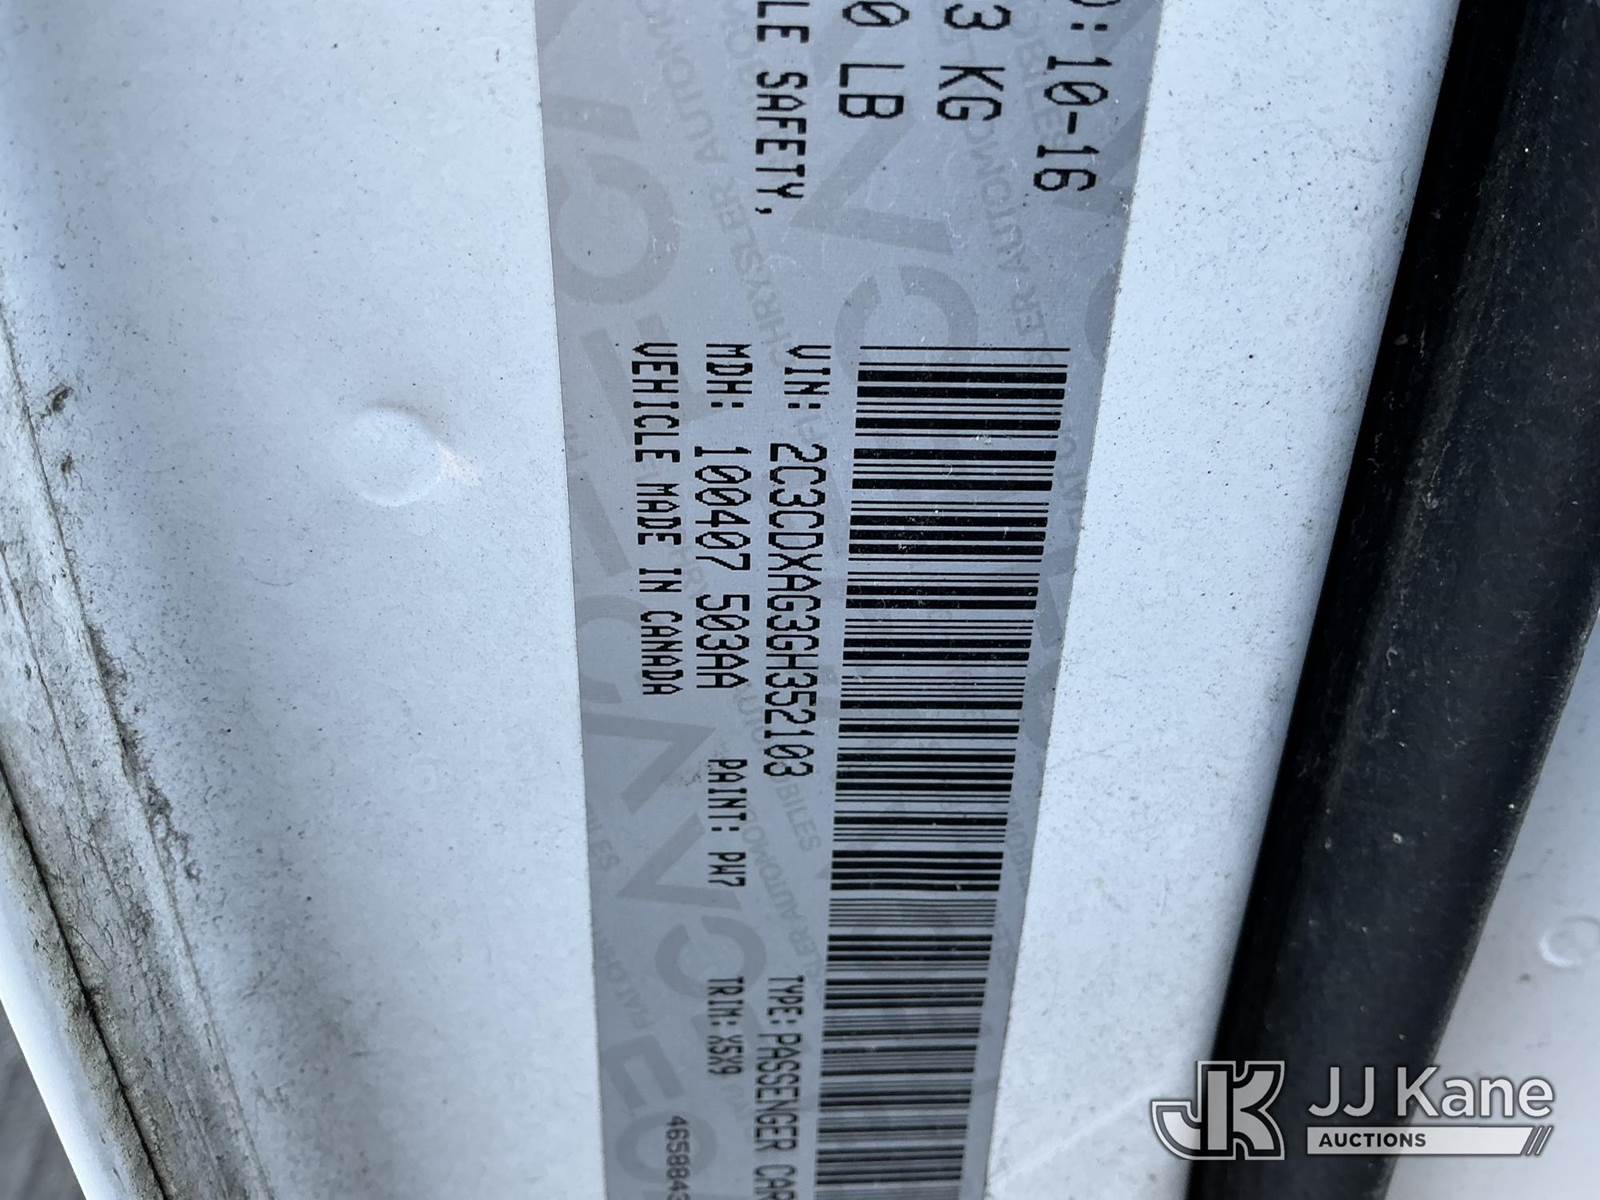 D: 10-16
3 KG
0 LB
LE SAFETY,
VIN: 2C3CDXAG3GH352103 TYPE: PASSENGER CAR
MDH: 100407 503AA PAINT: PW7 TRIM: X5X9
VEHICLE MADE IN CANADA
JJ Kane
AUCTIONS